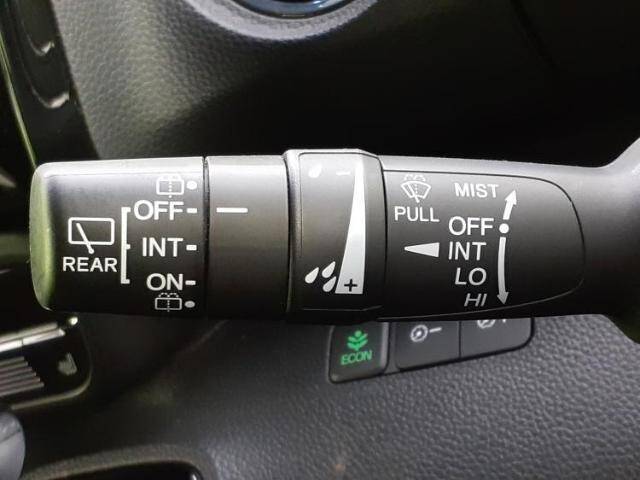 REAR
OFF
INT
ON
− +
PULL
MIST
OFF
INT
LO
HI
ECON